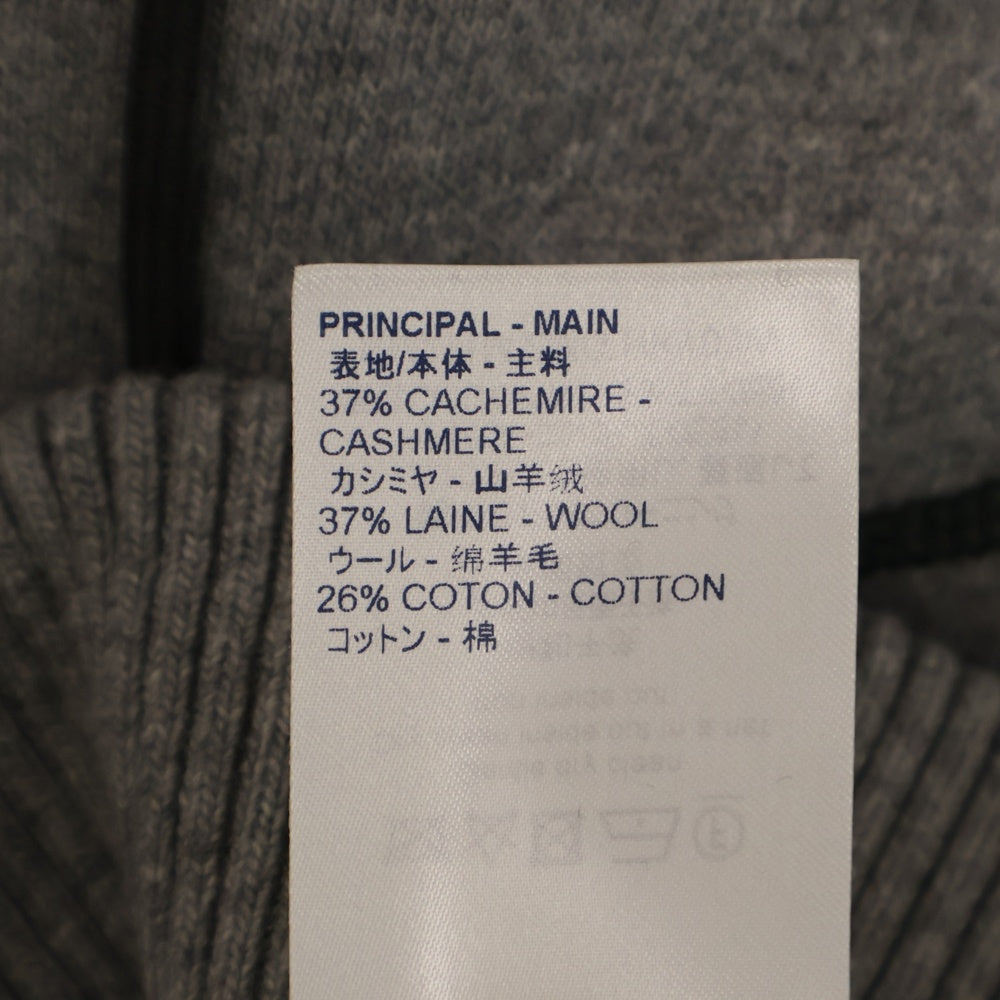 PRINCIPAL - MAIN
表地/本体 - 主料
37% CACHEMIRE -
CASHMERE
カシミヤ - 山羊绒
37% LAINE - WOOL
ウール - 绵羊毛
26% COTON - COTTON
コットン - 棉